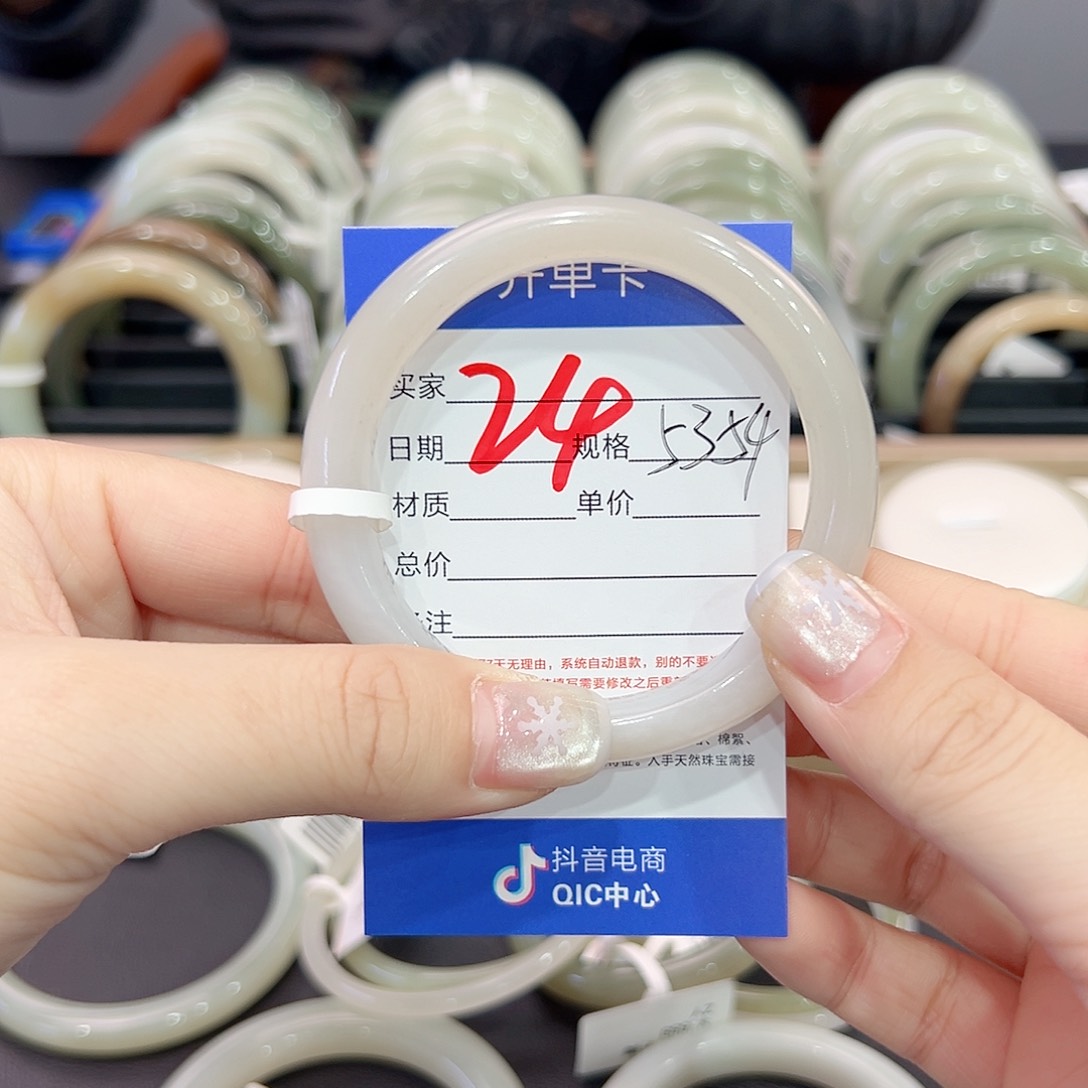 开单卡
买家
24
日期 规格 5354
材质 单价
总价
注
7天无理由，系统自动退款，别的不要
填写需要修改之后重
、棉絮、
特征。入手天然珠宝需接
抖音电商
QIC中心